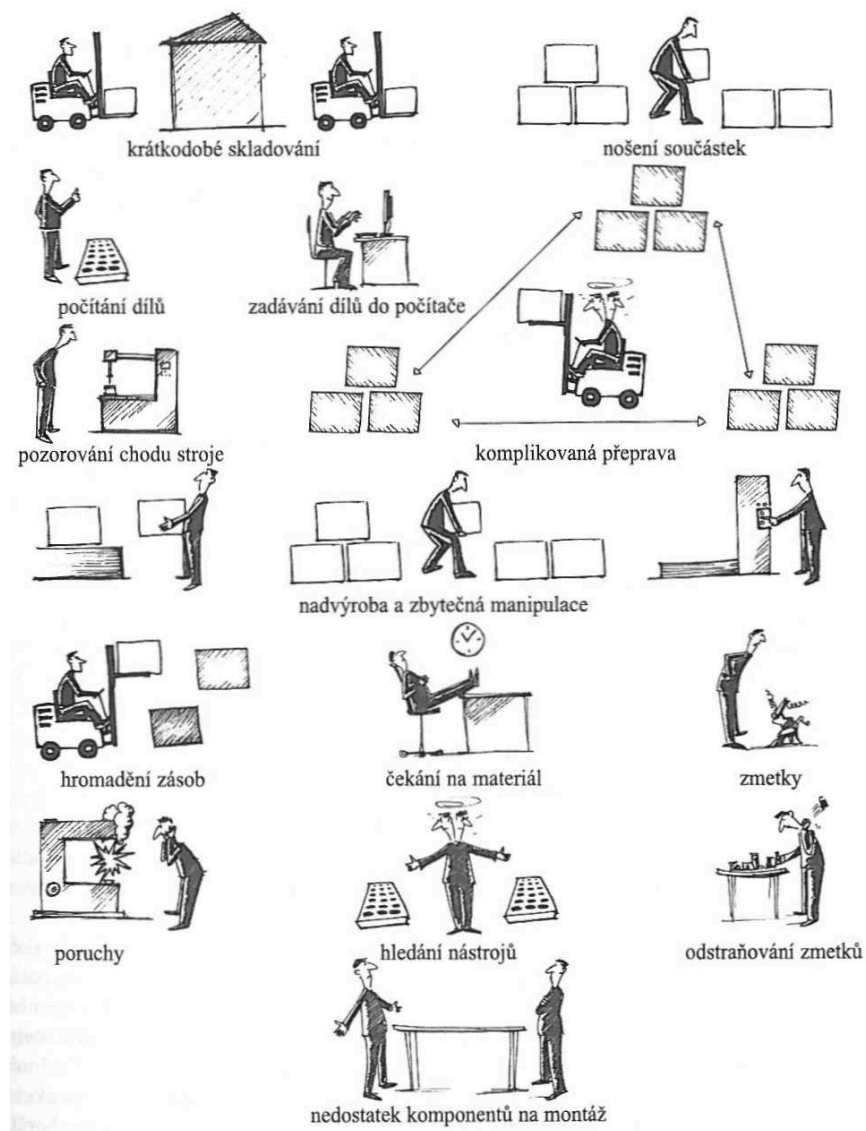 krátkodobé skladování
nošení součástek
počítání dílů
zadávání dílů do počítače
pozorování chodu stroje
komplikovaná přeprava
nadvýroba a zbytečná manipulace
hromadění zásob
čekání na materiál
zmetky
poruchy
hledání nástrojů
odstraňování zmetků
nedostatek komponentů na montáž